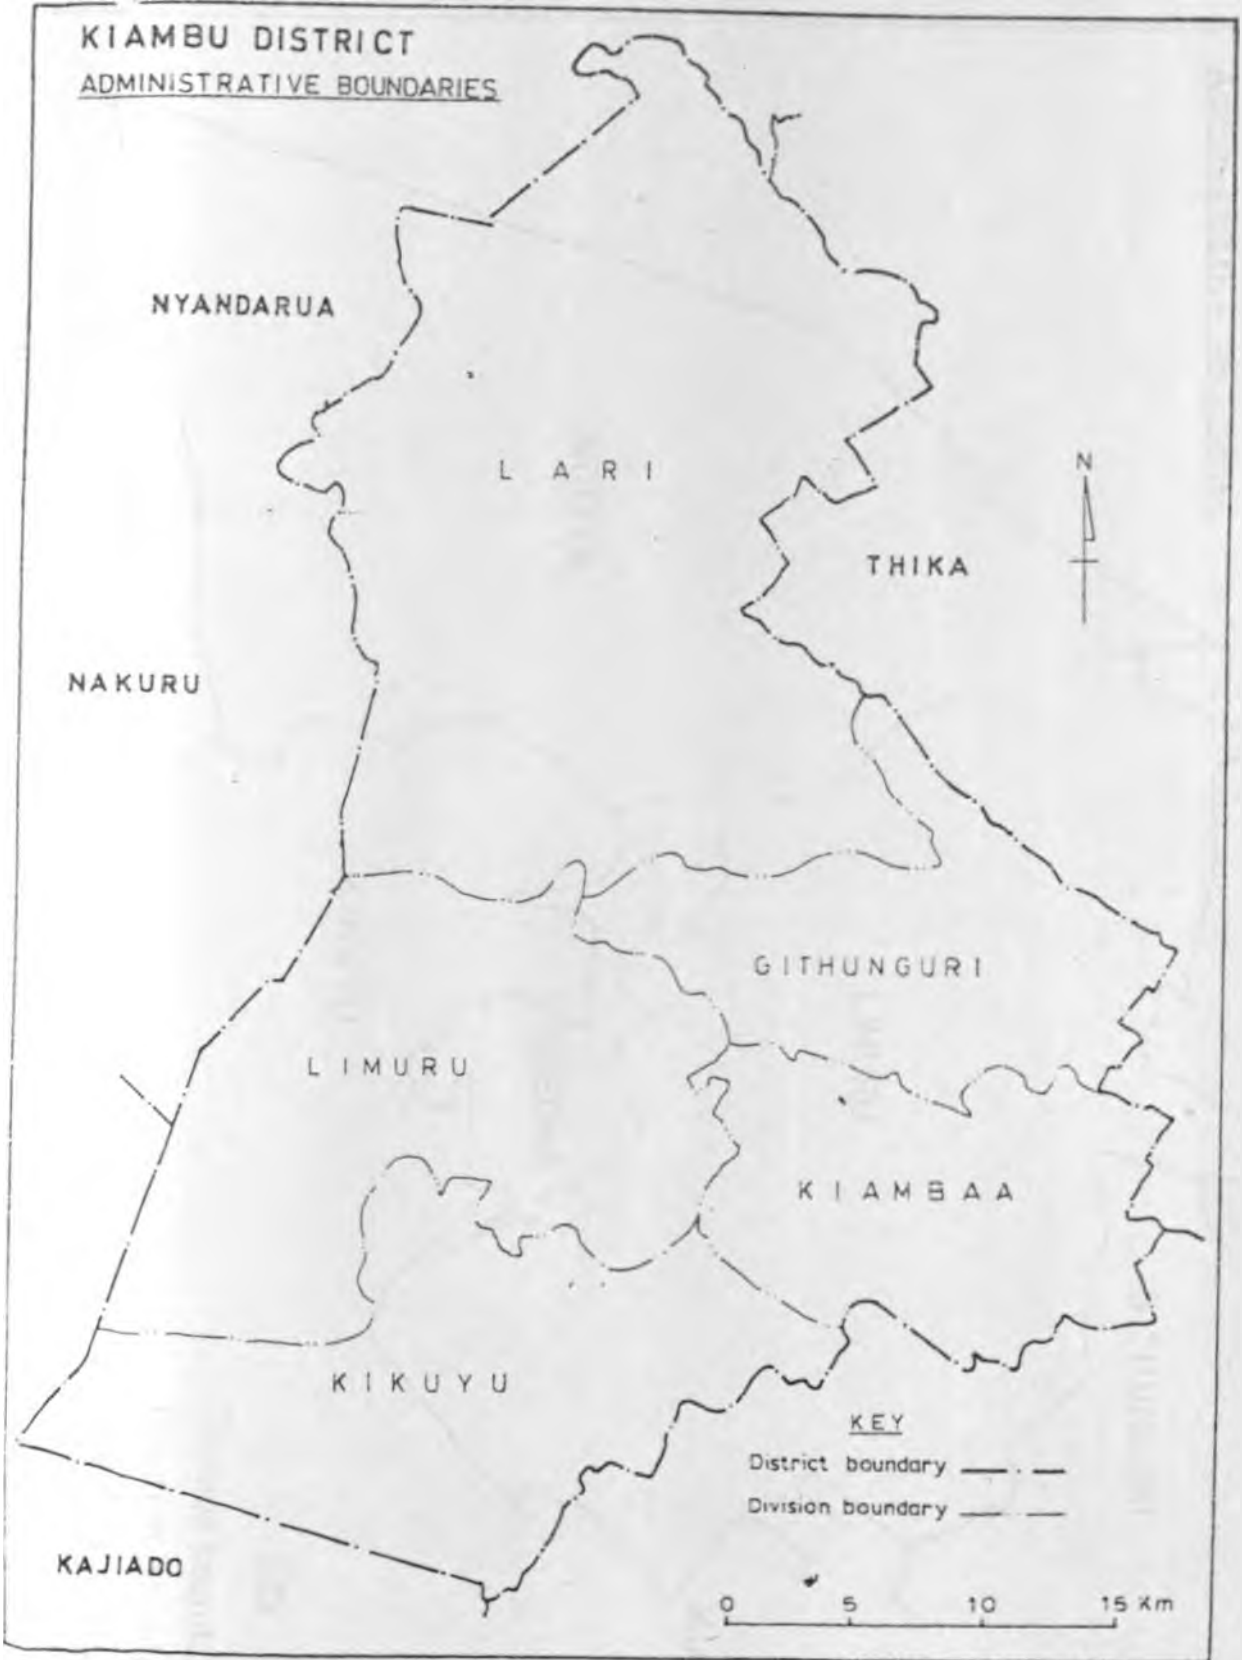 KIAMBU DISTRICT
ADMINISTRATIVE BOUNDARIES
NYANDARUA
LARI
N
THIKA
NAKURU
GITHUNGURI
LIMURU
KIAMBAA
KIKUYU
KEY
District boundary
Division boundary
KAJIADO
0 5 10 15 Km